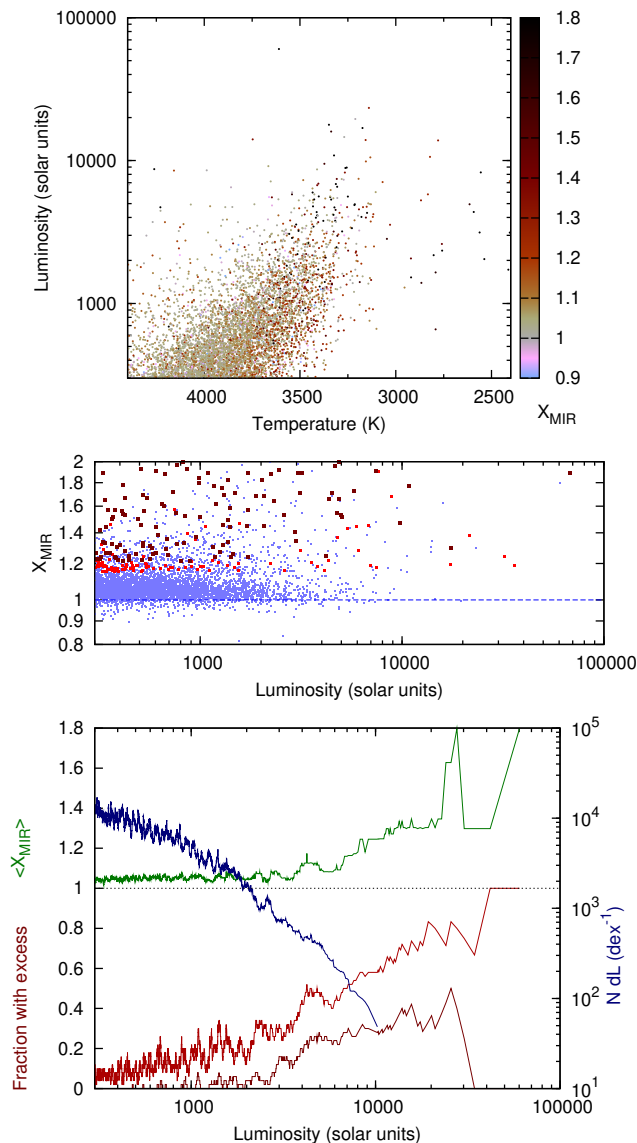 100000
10000
1000
Luminosity (solar units)
4000 3500 3000 2500
Temperature (K)
1.8
1.7
1.6
1.5
1.4
1.3
1.2
1.1
1
0.9
X_MIR
2
1.8
1.6
1.4
1.2
1
0.8
X_MIR
1000 10000 100000
Luminosity (solar units)
1.8
1.6
1.4
1.2
1
0.8
0.6
0.4
0.2
0
<X_MIR>
Fraction with excess
10^5
10^4
10^3
10^2
10^1
N dL (dex^-1)
1000 10000 100000
Luminosity (solar units)